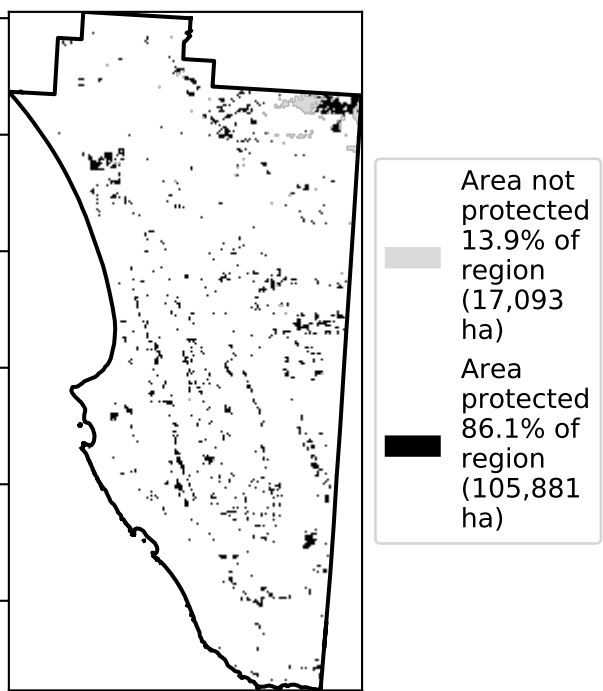 Area not
protected
13.9% of
region
(17,093
ha)
Area
protected
86.1% of
region
(105,881
ha)